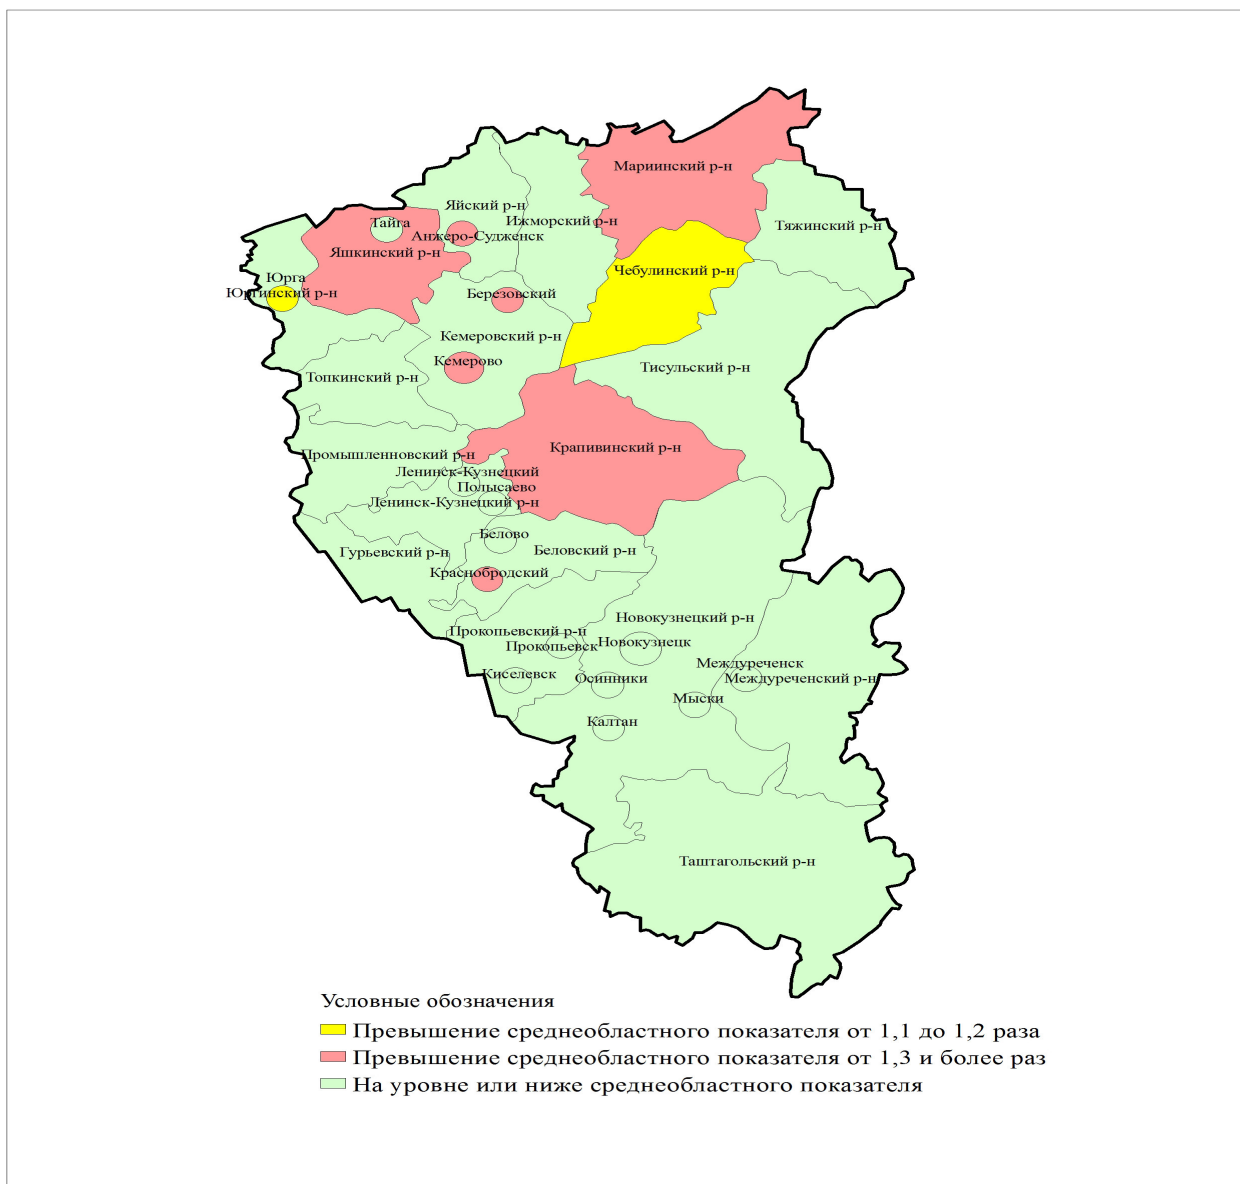 Мариинский р-н
Яйский р-н
Ижморский р-н
Тяжинский р-н
Тайга
Анжеро-Судженск
Яшкинский р-н
Чебулинский р-н
Юрга
Юргинский р-н
Березовский
Кемеровский р-н
Кемерово
Тисульский р-н
Топкинский р-н
Крапивинский р-н
Промышленновский р-н
Ленинск-Кузнецкий
Полысаево
Ленинск-Кузнецкий р-н
Белово
Гурьевский р-н
Беловский р-н
Краснобродский
Новокузнецкий р-н
Прокопьевский р-н
Прокопьевск
Новокузнецк
Междуреченск
Киселевск
Осинники
Междуреченский р-н
Мыски
Калтан
Таштагольский р-н
Условные обозначения
Превышение среднеобластного показателя от 1,1 до 1,2 раза
Превышение среднеобластного показателя от 1,3 и более раз
На уровне или ниже среднеобластного показателя